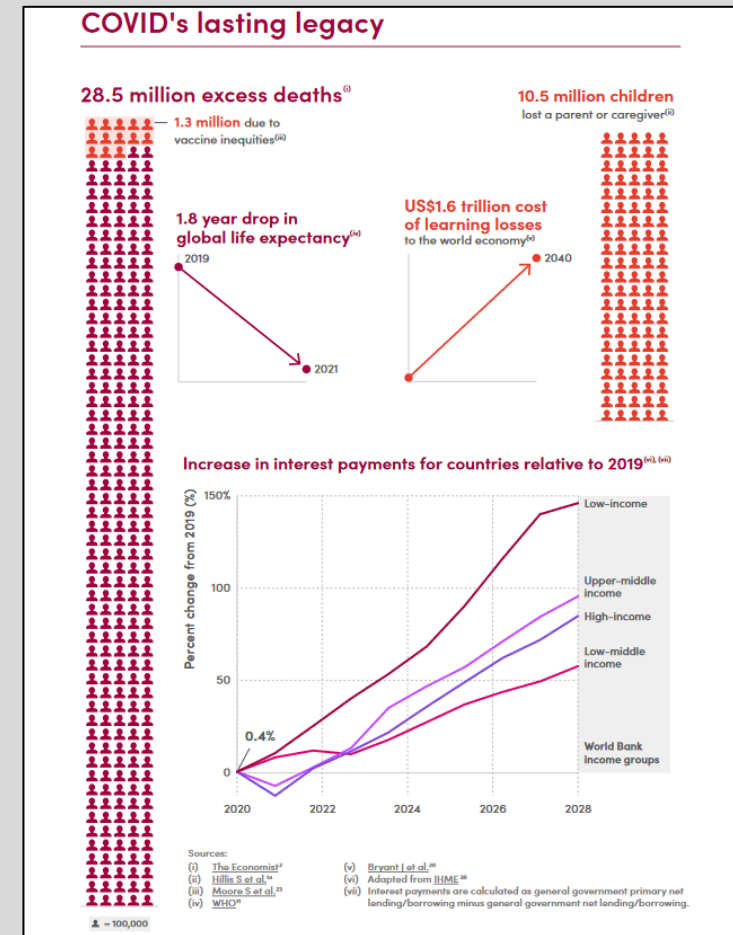 COVID's lasting legacy
28.5 million excess deaths(i)
1.3 million due to
vaccine inequities(iii)
10.5 million children
lost a parent or caregiver(ii)
1.8 year drop in
global life expectancy(iv)
2019
2021
US$1.6 trillion cost
of learning losses
to the world economy(v)
2040
Increase in interest payments for countries relative to 2019(vi), (vii)
Percent change from 2019 (%)
150%
100
50
0
0.4%
2020
2022
2024
2026
2028
Low-income
Upper-middle
income
High-income
Low-middle
income
World Bank
income groups
= 100,000
Sources:
(i) The Economist
(ii) Hillis S et al.
(iii) Moore S et al.
(iv) WHO
(v) Bryant J et al.
(vi) Adapted from IHME
(vii) Interest payments are calculated as general government primary net
lending/borrowing minus general government net lending/borrowing.